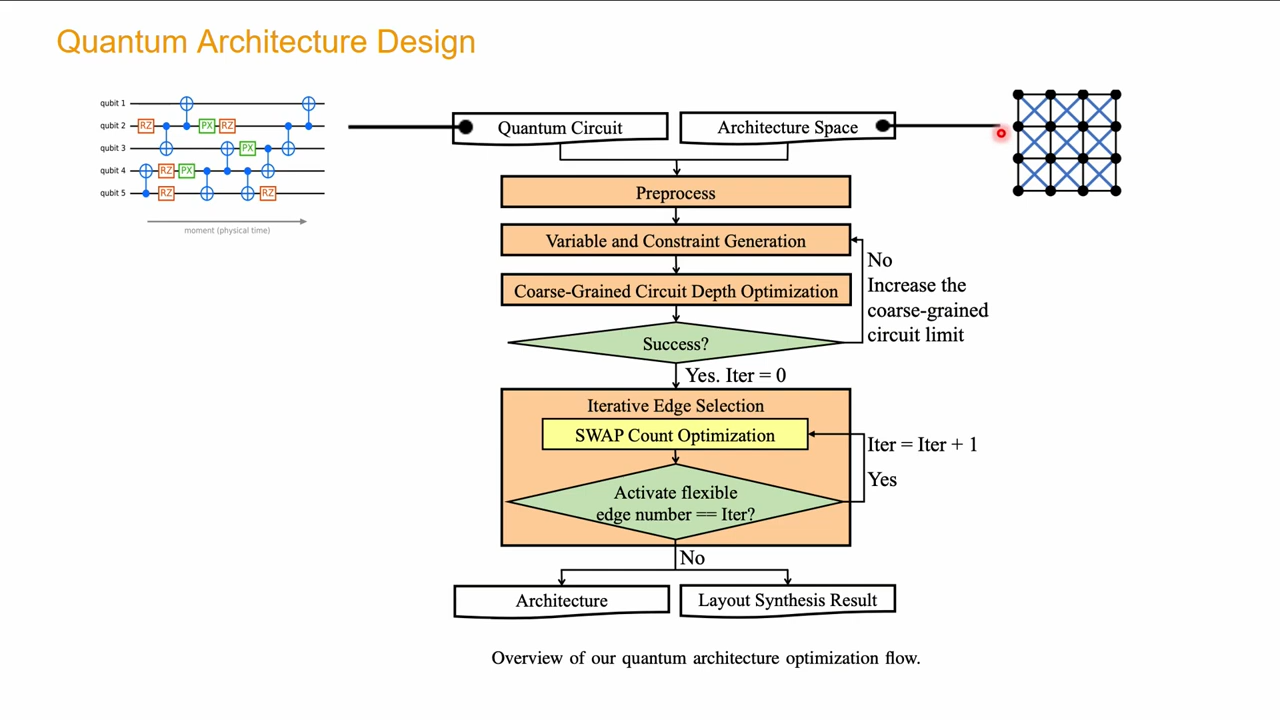 Quantum Architecture Design
qubit 1
qubit 2
RZ
PX
RZ
qubit 3
PX
qubit 4
RZ
PX
qubit 5
RZ
RZ
moment (physical time)
Quantum Circuit
Architecture Space
Preprocess
Variable and Constraint Generation
Coarse-Grained Circuit Depth Optimization
No
Increase the
coarse-grained
circuit limit
Success?
Yes. Iter = 0
Iterative Edge Selection
SWAP Count Optimization
Iter = Iter + 1
Yes
Activate flexible
edge number == Iter?
No
Architecture
Layout Synthesis Result
Overview of our quantum architecture optimization flow.